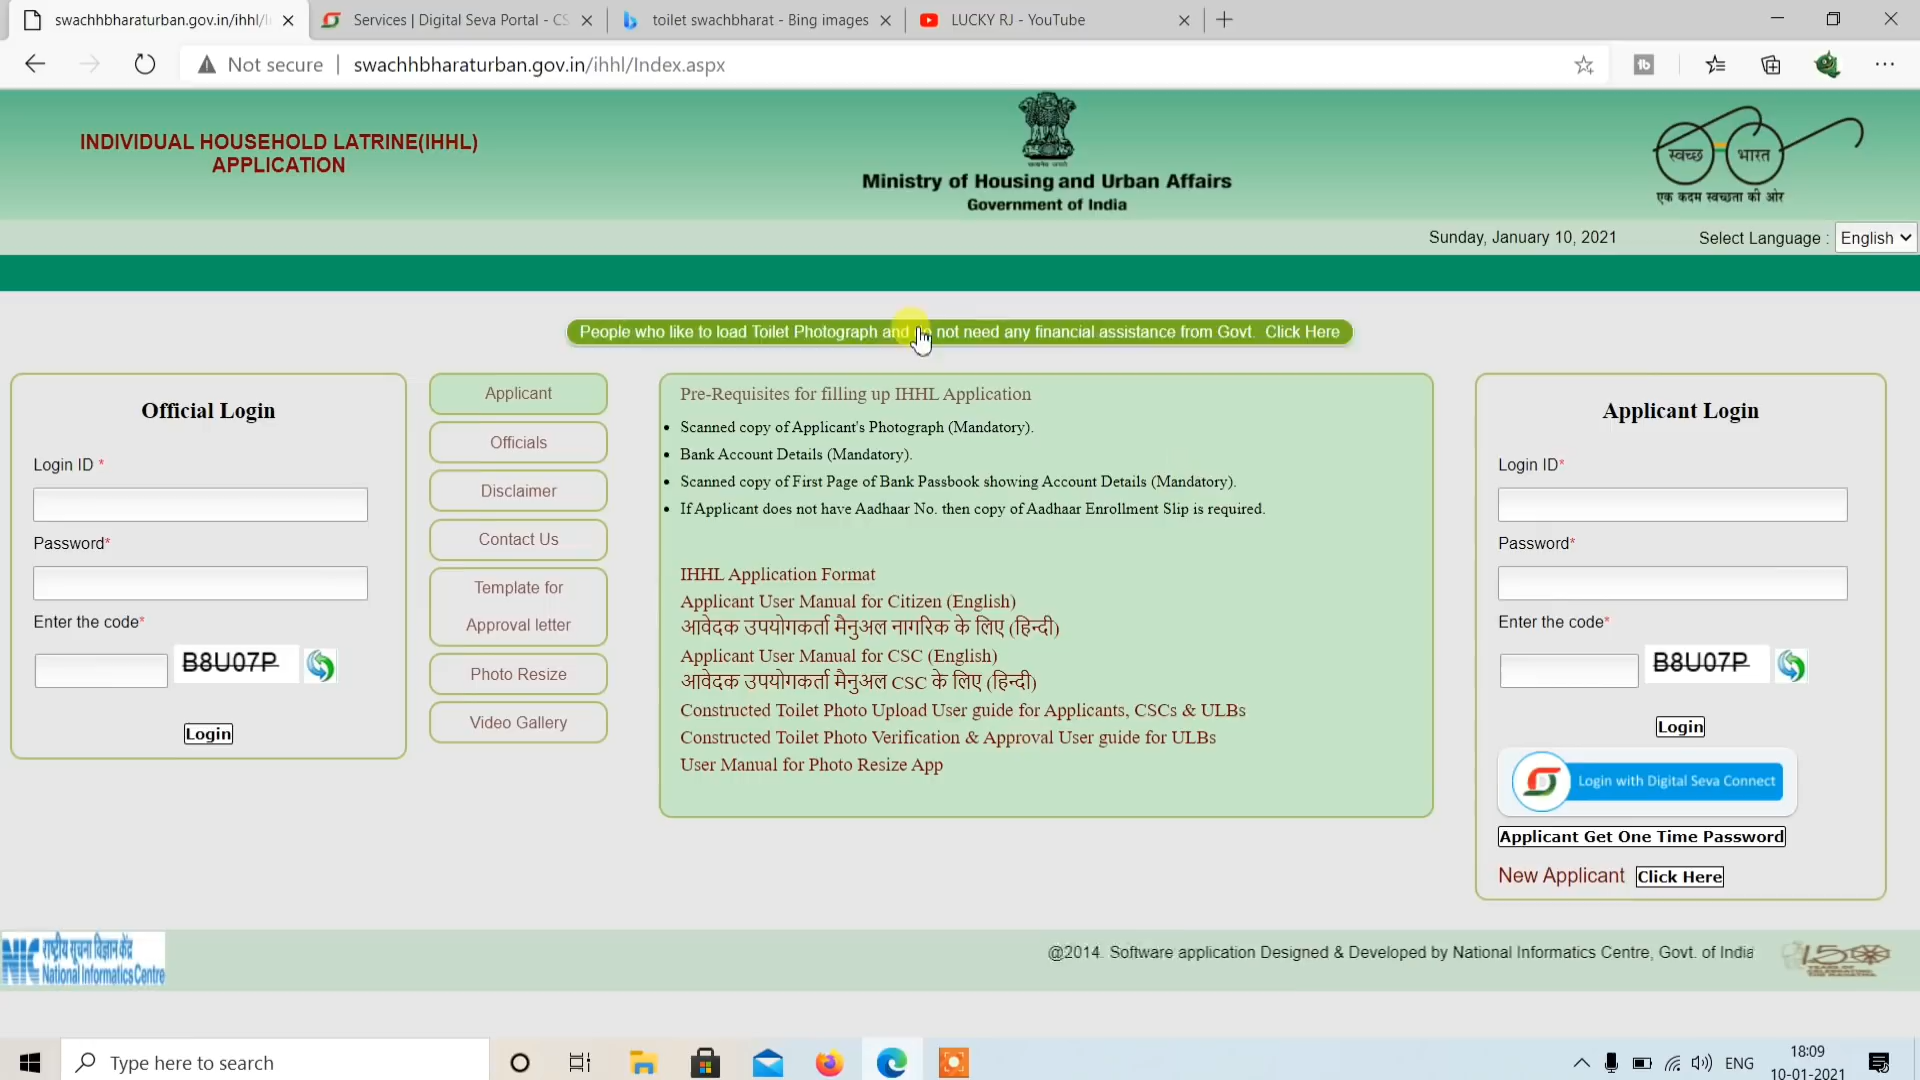 swachhbharaturban.gov.in/ihhl/I
Services | Digital Seva Portal - CS
toilet swachbharat - Bing images
LUCKY RJ - YouTube
Not secure | swachhbharaturban.gov.in/ihhl/Index.aspx
INDIVIDUAL HOUSEHOLD LATRINE(IHHL)
APPLICATION
Ministry of Housing and Urban Affairs
Government of India
स्वच्छ भारत
एक कदम स्वच्छता की ओर
Sunday, January 10, 2021
Select Language : English
People who like to load Toilet Photograph and not need any financial assistance from Govt. Click Here
Official Login
Login ID *
Password*
Enter the code*
B8U07P
Login
Applicant
Officials
Disclaimer
Contact Us
Template for
Approval letter
Photo Resize
Video Gallery
Pre-Requisites for filling up IHHL Application
• Scanned copy of Applicant's Photograph (Mandatory).
• Bank Account Details (Mandatory).
• Scanned copy of First Page of Bank Passbook showing Account Details (Mandatory).
• If Applicant does not have Aadhaar No. then copy of Aadhaar Enrollment Slip is required.
IHHL Application Format
Applicant User Manual for Citizen (English)
आवेदक उपयोगकर्ता मैनुअल नागरिक के लिए (हिन्दी)
Applicant User Manual for CSC (English)
आवेदक उपयोगकर्ता मैनुअल CSC के लिए (हिन्दी)
Constructed Toilet Photo Upload User guide for Applicants, CSCs & ULBs
Constructed Toilet Photo Verification & Approval User guide for ULBs
User Manual for Photo Resize App
Applicant Login
Login ID*
Password*
Enter the code*
B8U07P
Login
Login with Digital Seva Connect
Applicant Get One Time Password
New Applicant Click Here
NIC राष्ट्रीय सूचना विज्ञान केंद्र
National Informatics Centre
@2014. Software application Designed & Developed by National Informatics Centre, Govt. of India
150
YEARS OF
CELEBRATING
THE MAHATMA
Type here to search
ENG
18:09
10-01-2021